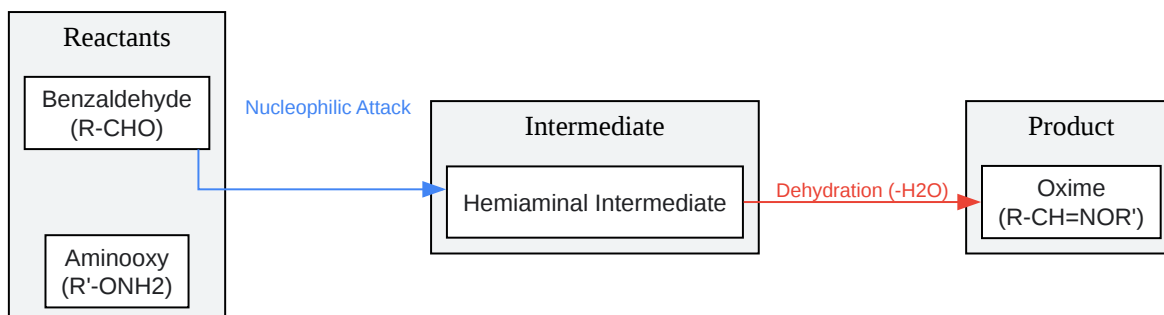 Reactants
Benzaldehyde
(R-CHO)
Aminooxy
(R'-ONH2)
Nucleophilic Attack
Intermediate
Hemiaminal Intermediate
Dehydration (-H2O)
Product
Oxime
(R-CH=NOR')